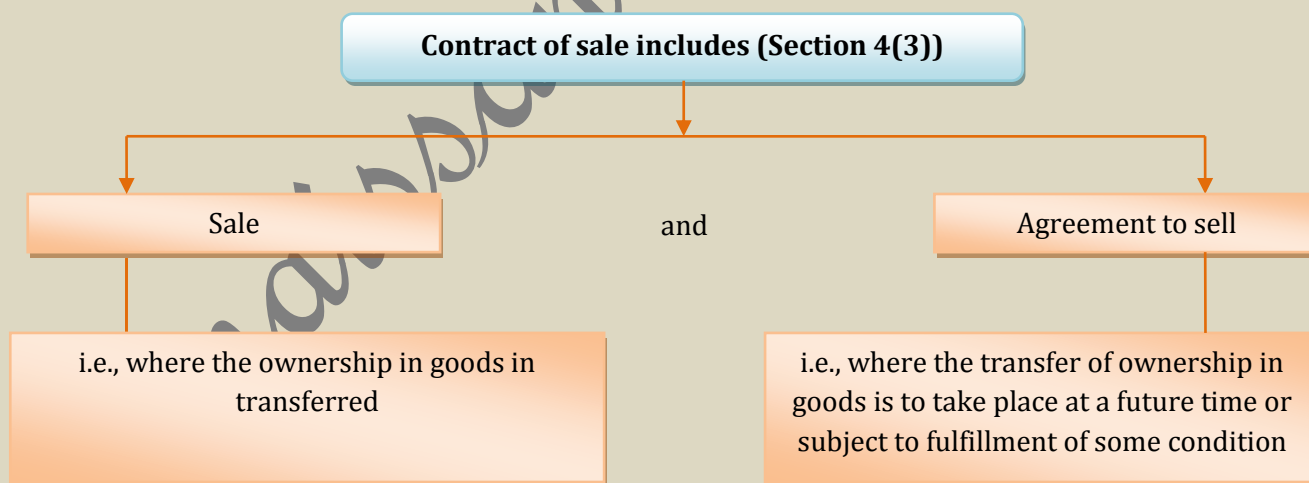 Contract of sale includes (Section 4(3))
Sale
and
Agreement to sell
i.e., where the ownership in goods in
transferred
i.e., where the transfer of ownership in
goods is to take place at a future time or
subject to fulfillment of some condition